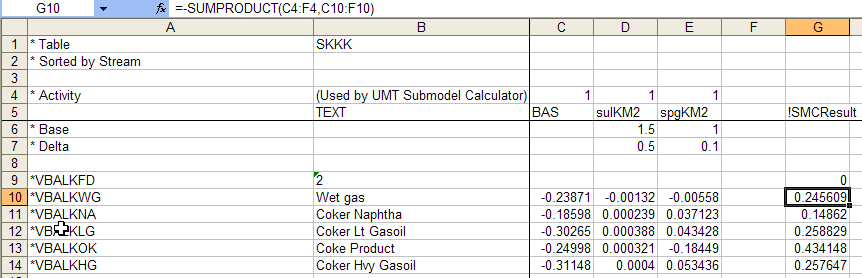 G10 fx =-SUMPRODUCT(C4:F4,C10:F10)
A B C D E F G
1 * Table SKKK
2 * Sorted by Stream
3
4 * Activity (Used by UMT Submodel Calculator) 1 1 1
5 TEXT BAS sulKM2 spgKM2 !SMCResult
6 * Base 1.5 1
7 * Delta 0.5 0.1
8
9 *VBALKFD 2 0
10 *VBALKWG Wet gas -0.23871 -0.00132 -0.00558 0.245609
11 *VBALKNA Coker Naphtha -0.18598 0.000239 0.037123 0.14862
12 *VBALKLG Coker Lt Gasoil -0.30265 0.000388 0.043428 0.258829
13 *VBALKOK Coke Product -0.24998 0.000321 -0.18449 0.434148
14 *VBALKHG Coker Hvy Gasoil -0.31148 0.0004 0.053436 0.257647